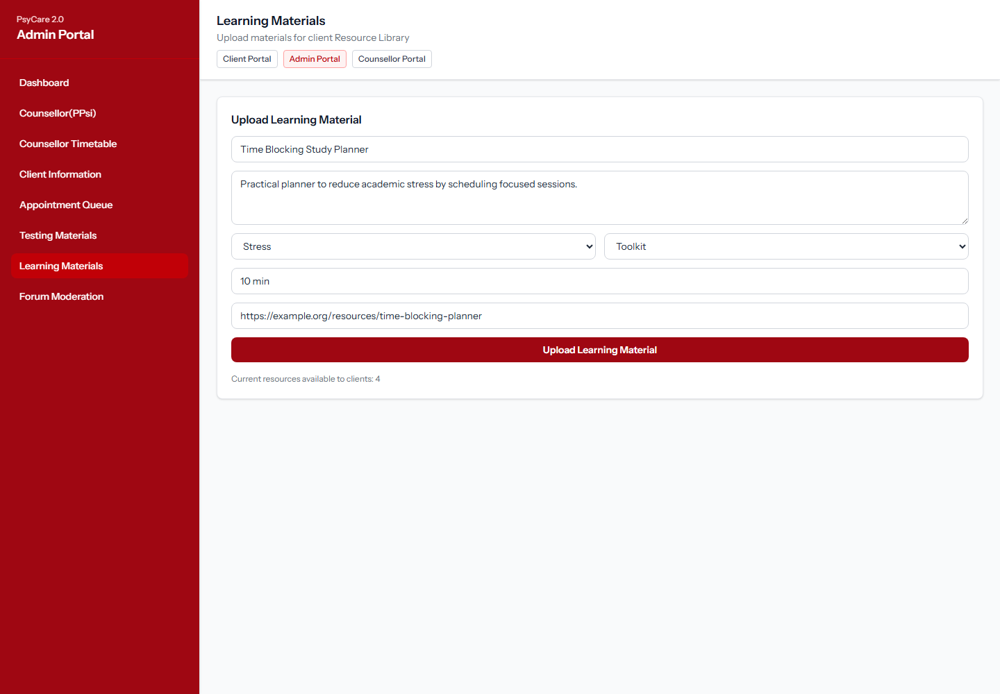 PsyCare 2.0
Admin Portal
Dashboard
Counsellor(PPsi)
Counsellor Timetable
Client Information
Appointment Queue
Testing Materials
Learning Materials
Forum Moderation
Learning Materials
Upload materials for client Resource Library
Client Portal
Admin Portal
Counsellor Portal
Upload Learning Material
Time Blocking Study Planner
Practical planner to reduce academic stress by scheduling focused sessions.
Stress
Toolkit
10 min
https://example.org/resources/time-blocking-planner
Upload Learning Material
Current resources available to clients: 4